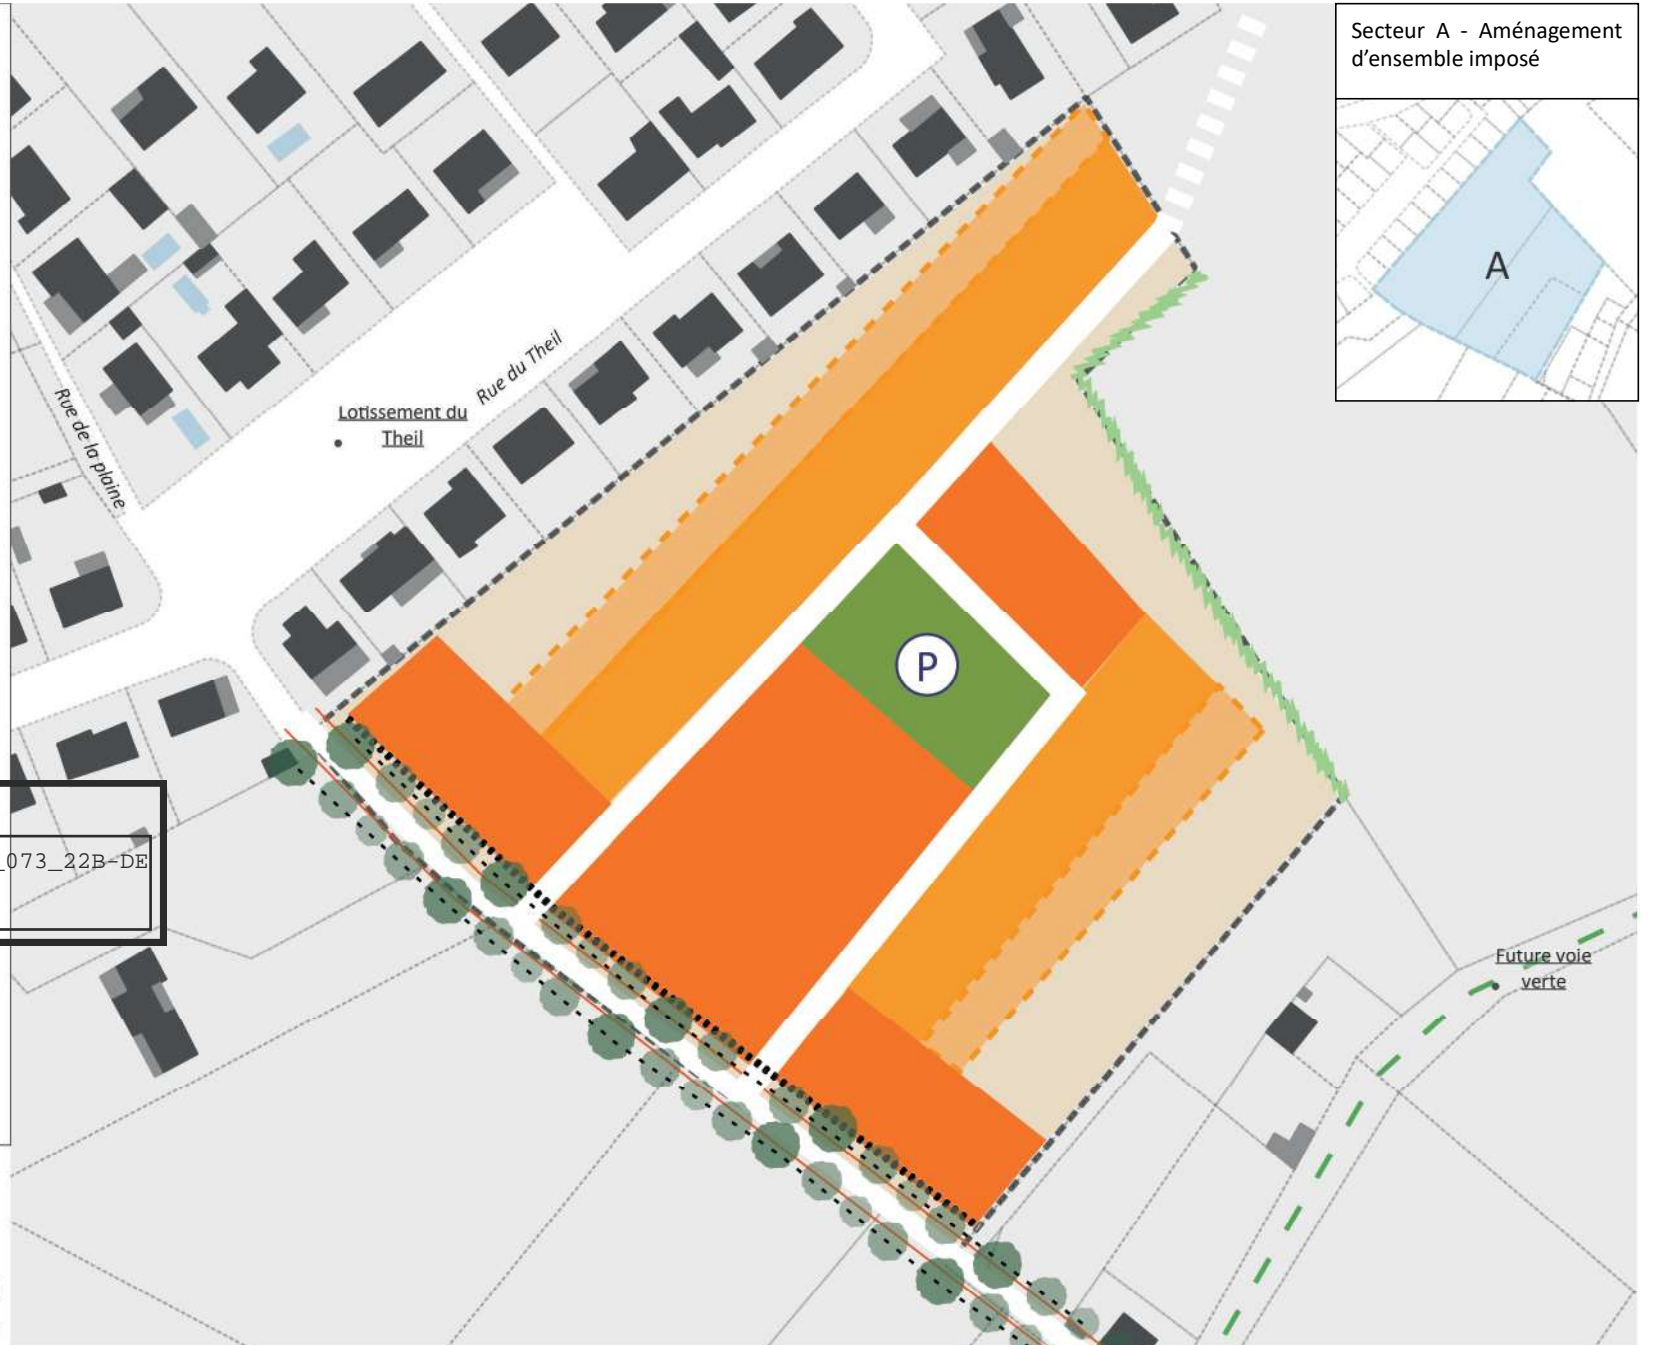 Secteur A - Aménagement
d'ensemble imposé
A
Rue du Theil
Rue de la plaine
Lotissement du
Theil
P
_073_22B-DE
Future voie
verte